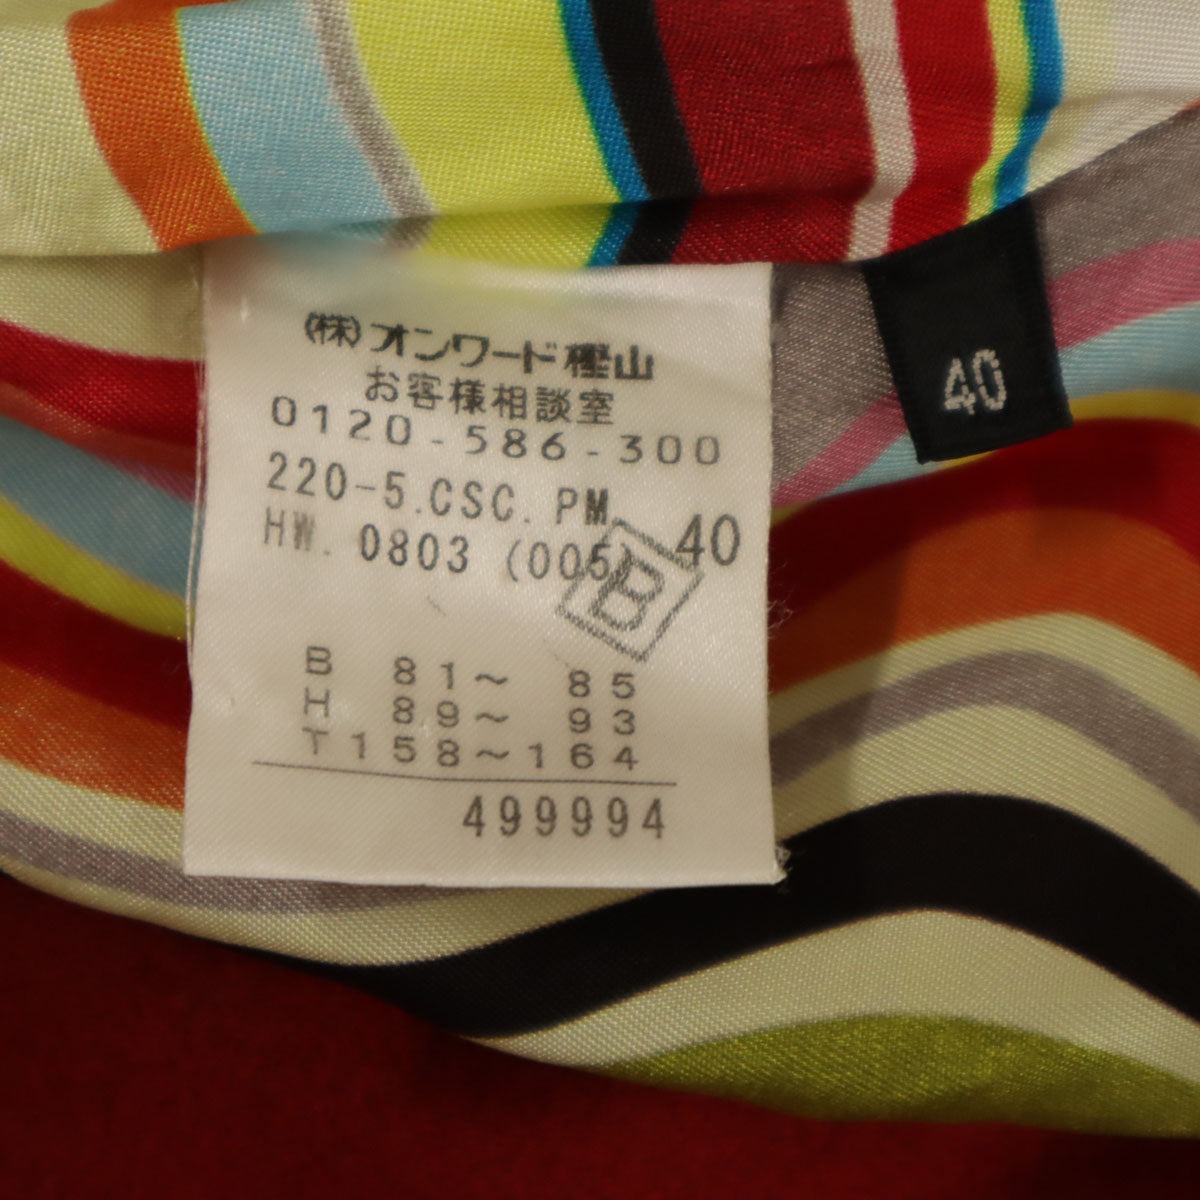 (株)オンワード樫山
お客様相談室
0120-586-300
220-5.CSC.PM
HW. 0803 (005) 40
B
B 81〜 85
H 89〜 93
T158〜164
499994
40